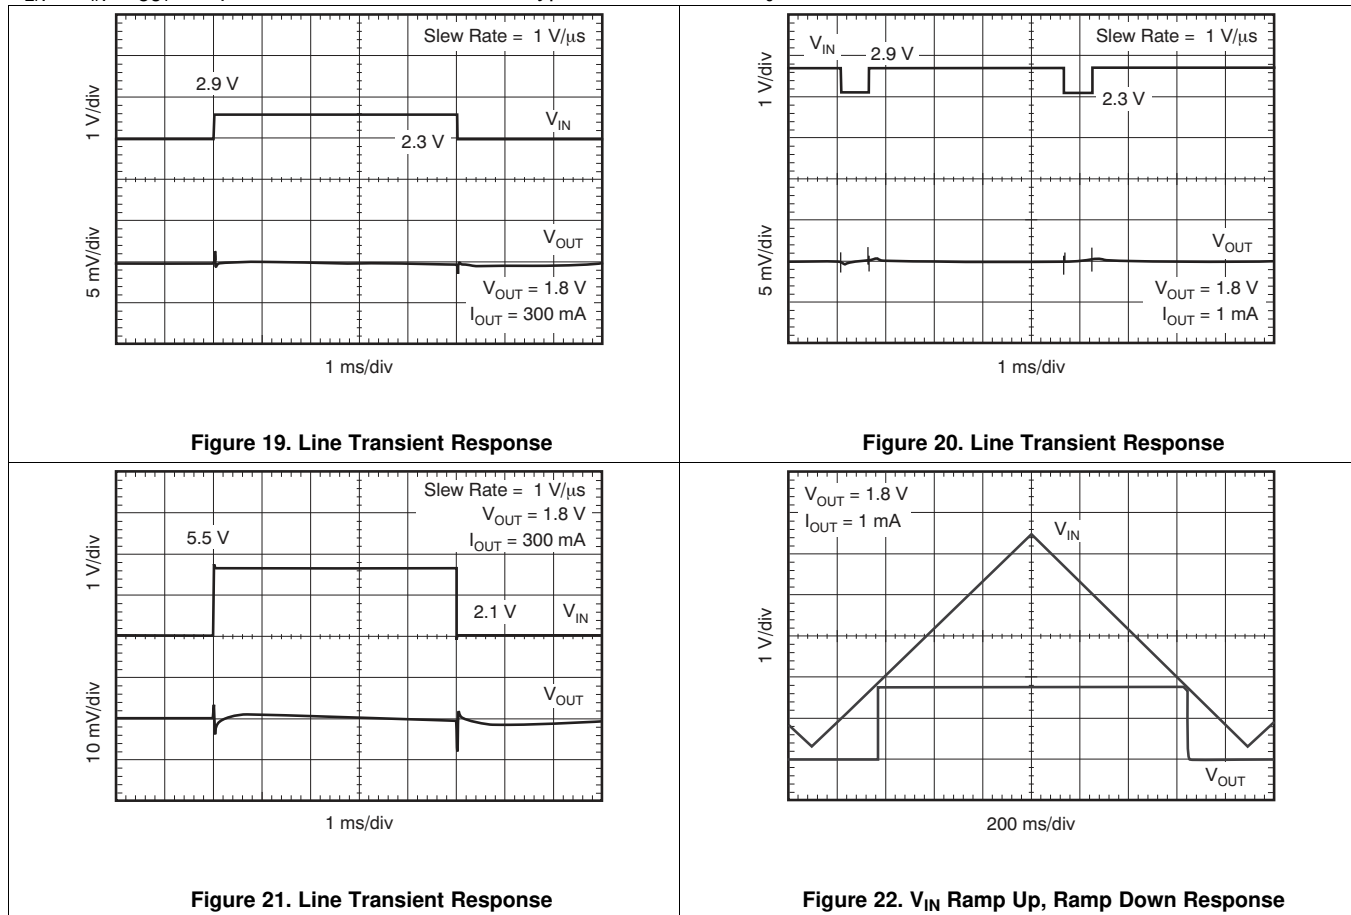 Slew Rate = 1 V/μs
2.9 V
1 V/div
V_IN
2.3 V
V_OUT
5 mV/div
V_OUT = 1.8 V
I_OUT = 300 mA
1 ms/div
Figure 19. Line Transient Response
Slew Rate = 1 V/μs
V_IN
2.9 V
1 V/div
2.3 V
V_OUT
5 mV/div
V_OUT = 1.8 V
I_OUT = 1 mA
1 ms/div
Figure 20. Line Transient Response
Slew Rate = 1 V/μs
V_OUT = 1.8 V
I_OUT = 300 mA
5.5 V
1 V/div
2.1 V
V_IN
V_OUT
10 mV/div
1 ms/div
Figure 21. Line Transient Response
V_OUT = 1.8 V
I_OUT = 1 mA
V_IN
1 V/div
V_OUT
200 ms/div
Figure 22. V_IN Ramp Up, Ramp Down Response